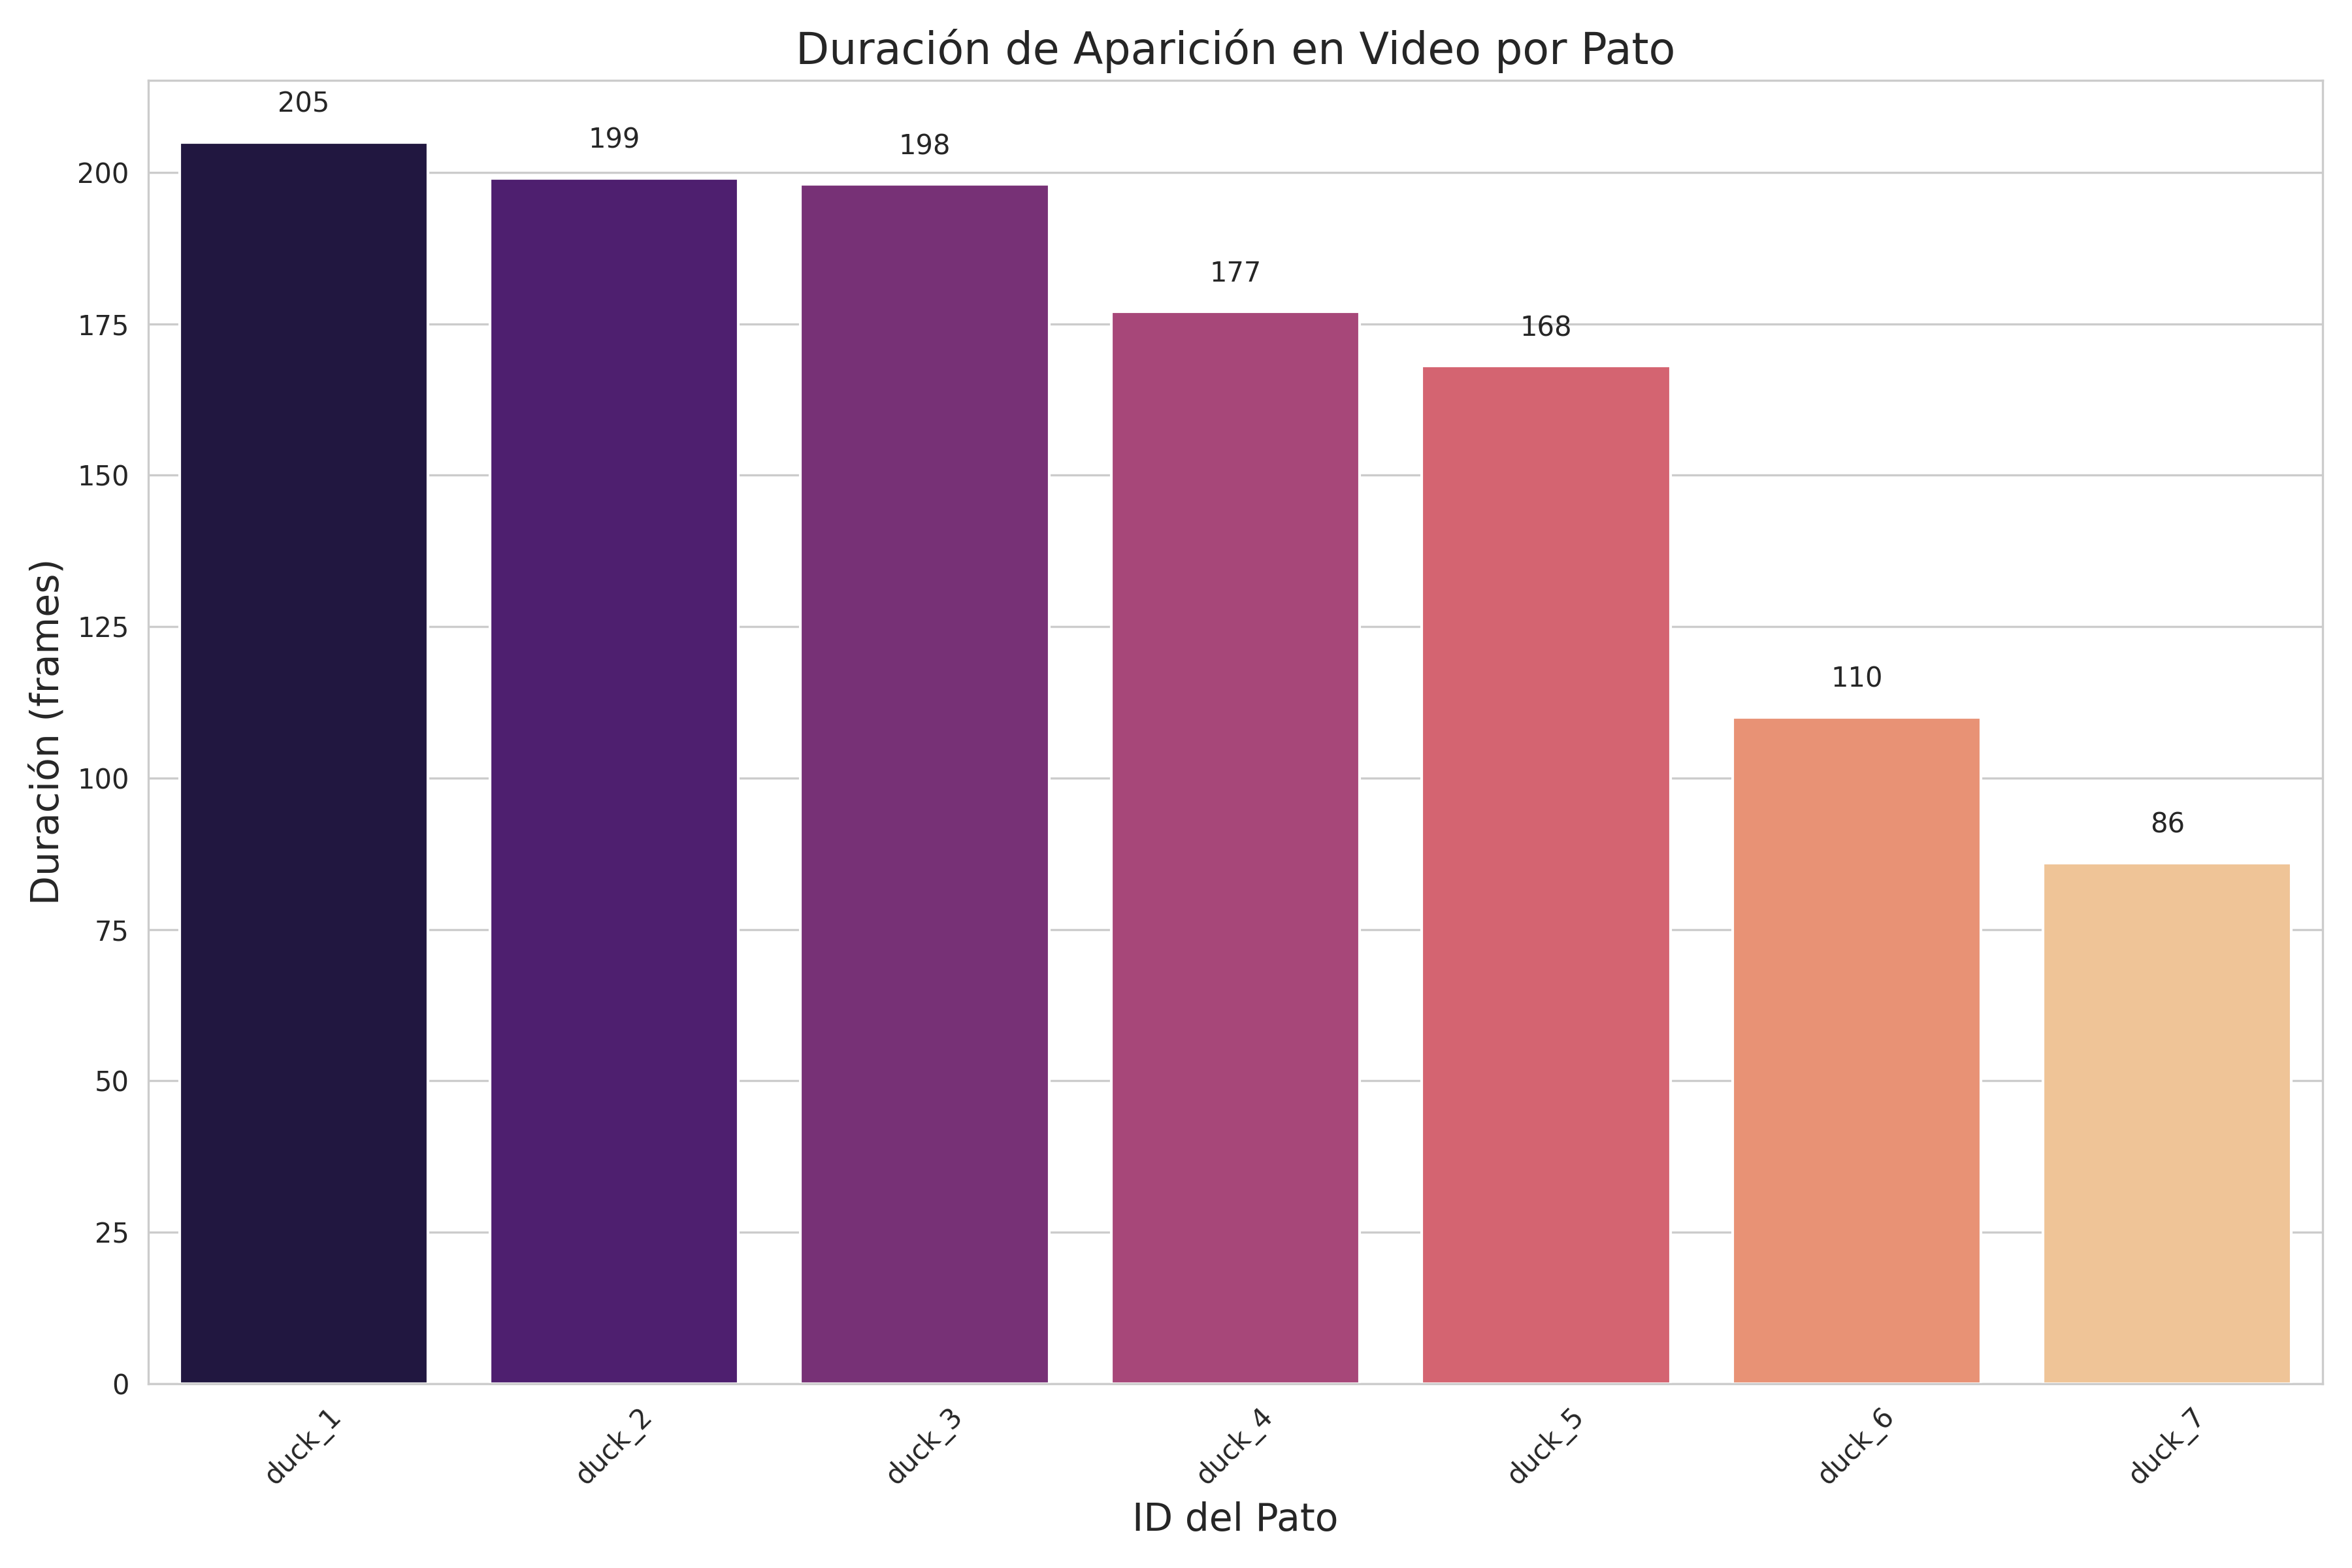 Duración de Aparición en Video por Pato
205
199
198
177
168
110
86
200
175
150
125
100
75
50
25
0
Duración (frames)
duck_1
duck_2
duck_3
duck_4
duck_5
duck_6
duck_7
ID del Pato